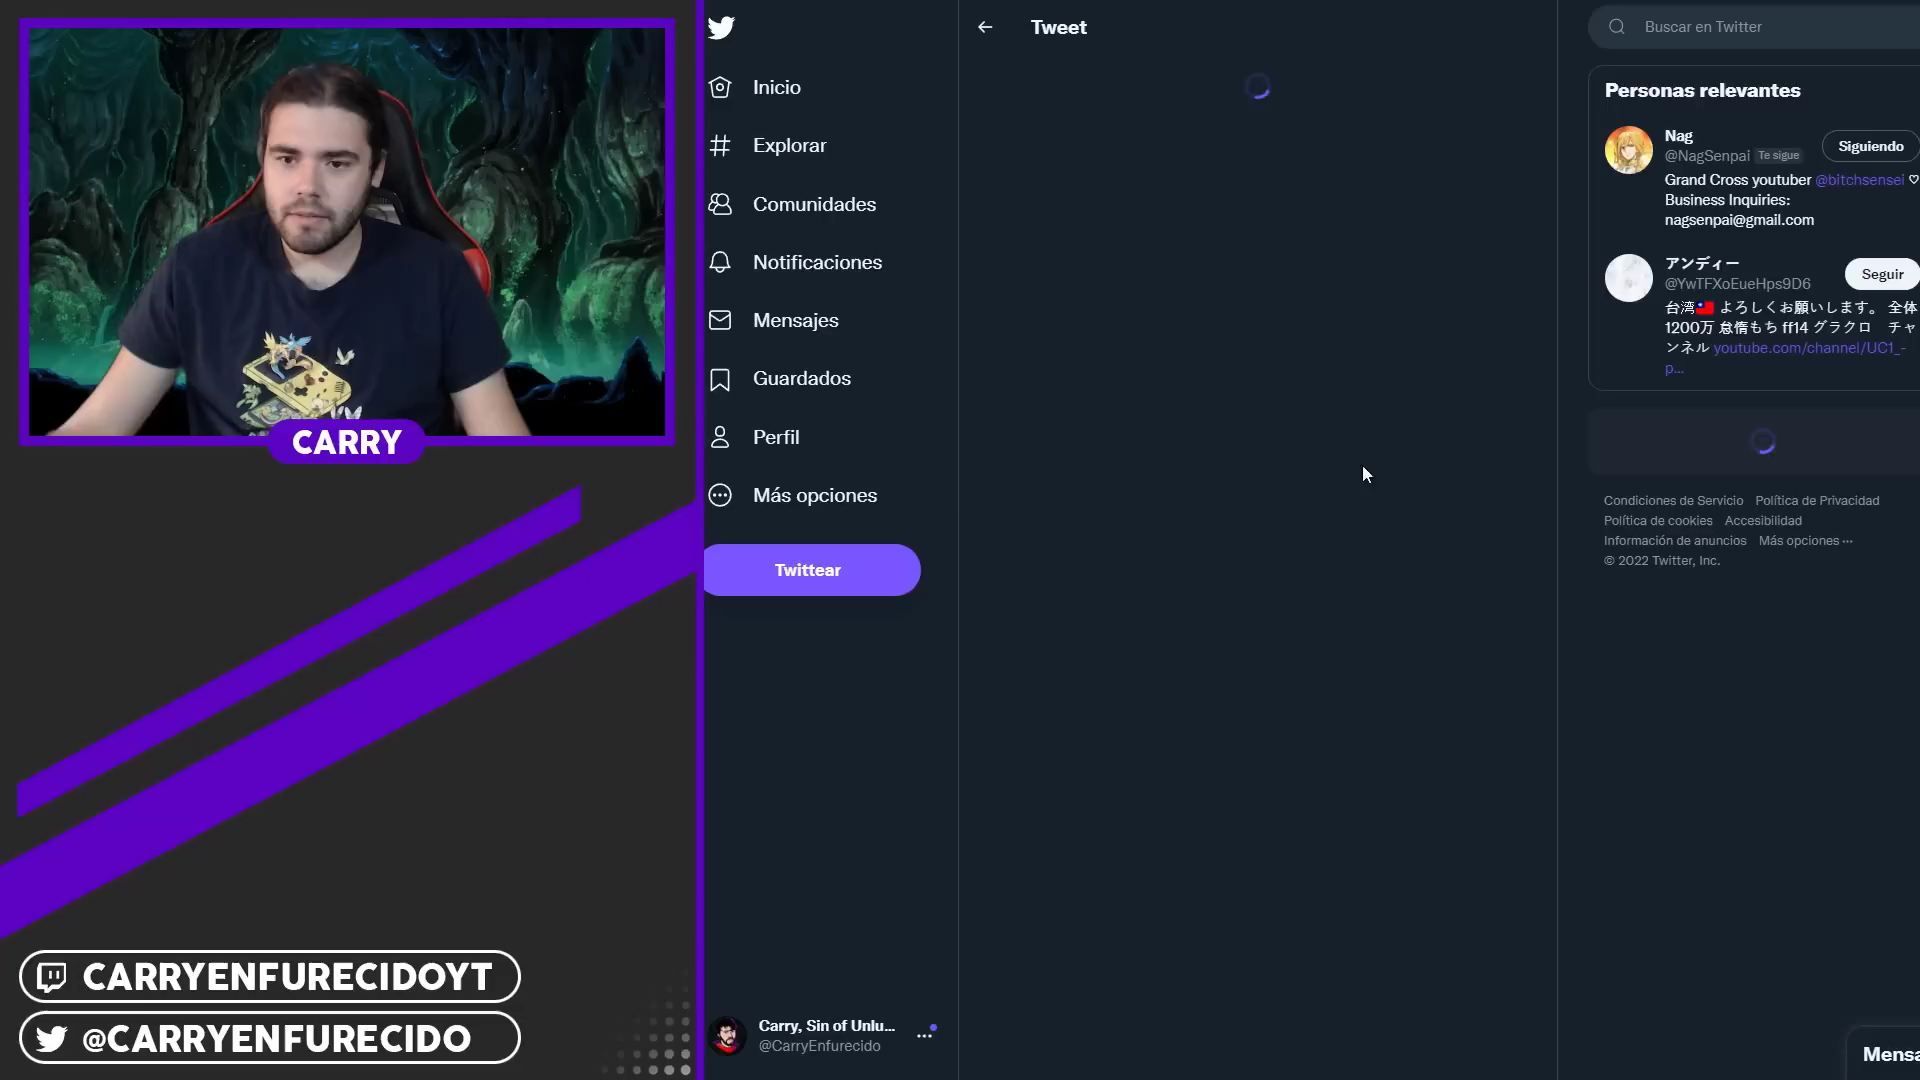 CARRY
CARRYENFURECIDOYT
@CARRYENFURECIDO
Inicio
Explorar
Comunidades
Notificaciones
Mensajes
Guardados
Perfil
Más opciones
Twittear
Carry, Sin of Unlu...
@CarryEnfurecido
Tweet
Buscar en Twitter
Personas relevantes
Nag
@NagSenpai Te sigue
Siguiendo
Grand Cross youtuber @bitchsensei ♡
Business Inquiries:
nagsenpai@gmail.com
アンディー
@YwTFXoEueHps9D6
Seguir
台湾🇹🇼 よろしくお願いします。 全体
1200万 怠惰もち ff14 グラクロ チャ
ンネル youtube.com/channel/UC1_-
p...
Condiciones de Servicio Política de Privacidad
Política de cookies Accesibilidad
Información de anuncios Más opciones ···
© 2022 Twitter, Inc.
Mensa